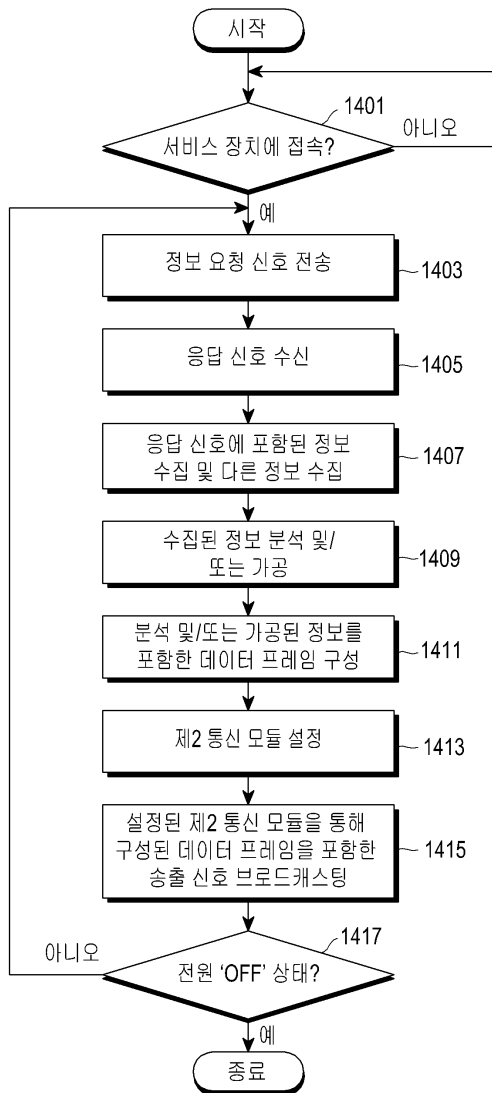 시작
1401
서비스 장치에 접속?
아니오
예
정보 요청 신호 전송
1403
응답 신호 수신
1405
응답 신호에 포함된 정보
수집 및 다른 정보 수집
1407
수집된 정보 분석 및/
또는 가공
1409
분석 및/또는 가공된 정보를
포함한 데이터 프레임 구성
1411
제2 통신 모듈 설정
1413
설정된 제2 통신 모듈을 통해
구성된 데이터 프레임을 포함한
송출 신호 브로드캐스팅
1415
1417
아니오
전원 ‘OFF’ 상태?
예
종료